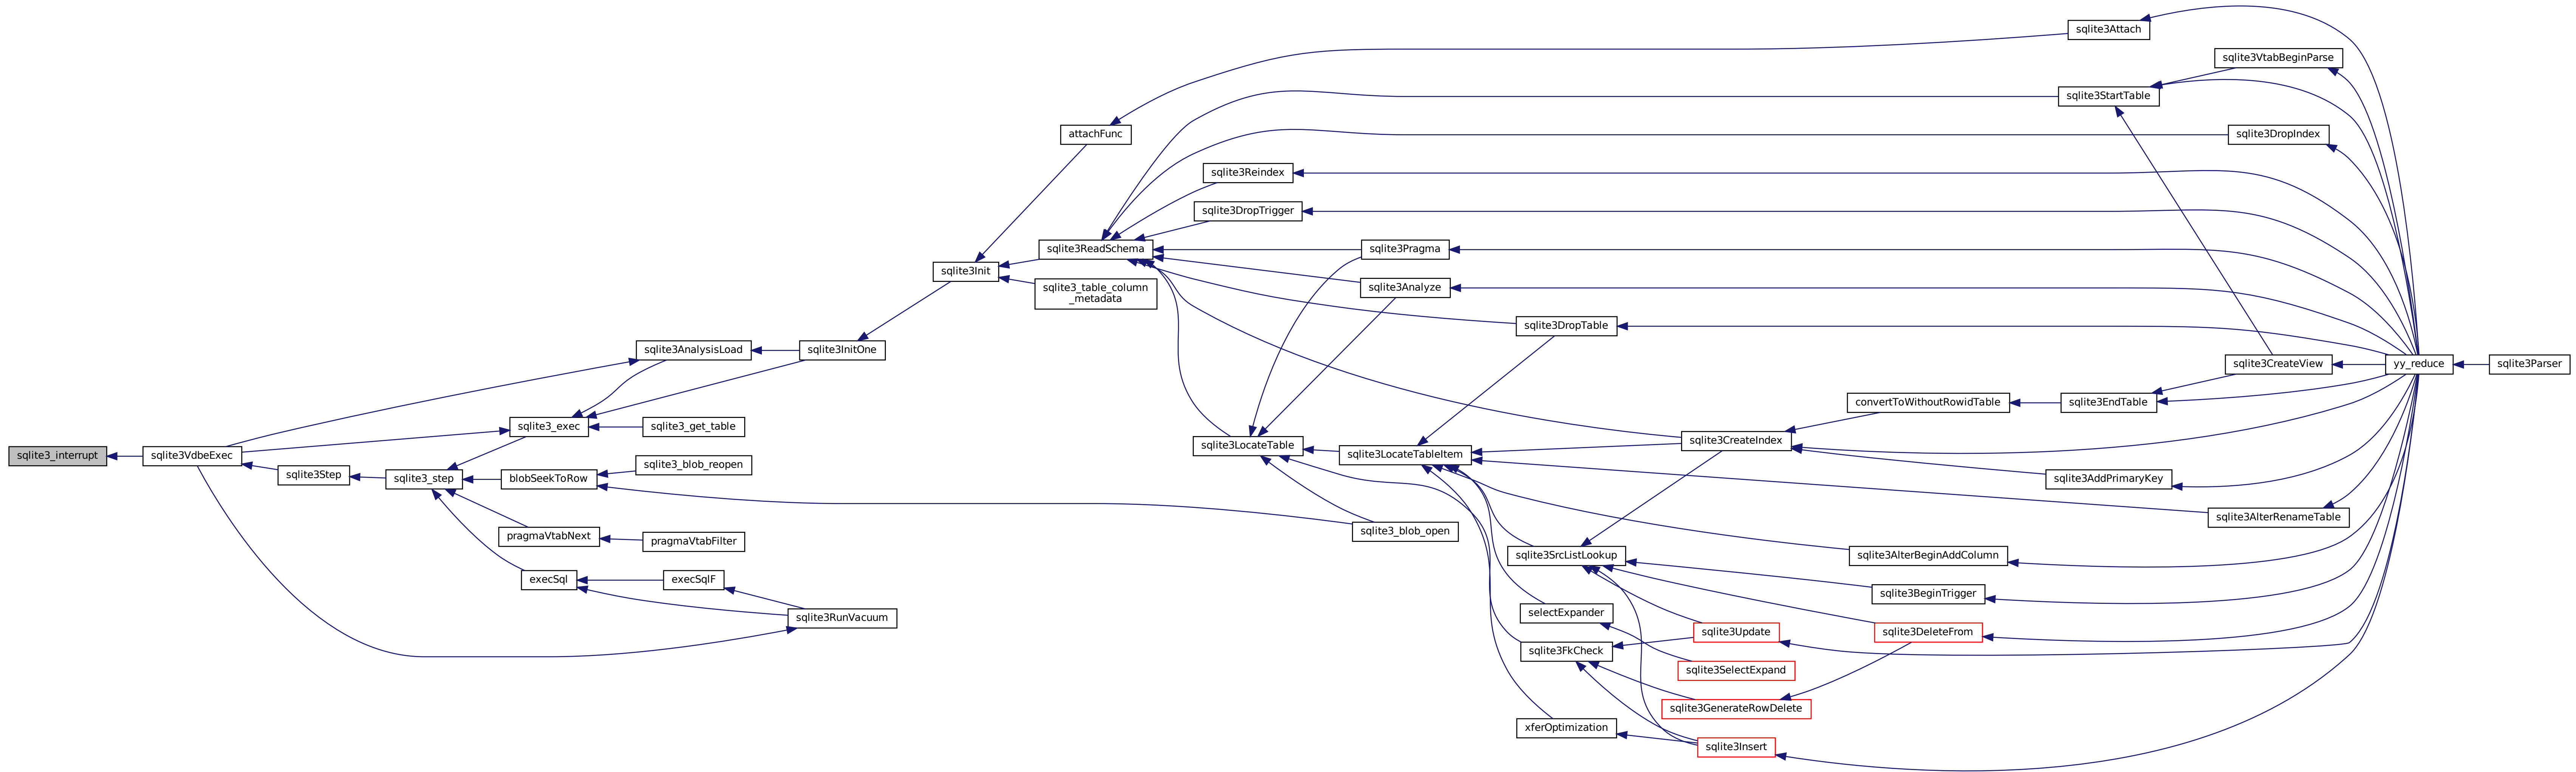 sqlite3_interrupt
sqlite3VdbeExec
sqlite3Step
sqlite3_step
sqlite3_exec
sqlite3AnalysisLoad
sqlite3InitOne
sqlite3_get_table
blobSeekToRow
sqlite3_blob_reopen
pragmaVtabNext
pragmaVtabFilter
execSql
execSqlF
sqlite3RunVacuum
sqlite3Init
attachFunc
sqlite3ReadSchema
sqlite3_table_column
_metadata
sqlite3Reindex
sqlite3DropTrigger
sqlite3LocateTable
sqlite3Pragma
sqlite3Analyze
sqlite3LocateTableItem
sqlite3_blob_open
sqlite3DropTable
sqlite3SrcListLookup
selectExpander
sqlite3FkCheck
xferOptimization
sqlite3CreateIndex
sqlite3Update
sqlite3SelectExpand
sqlite3GenerateRowDelete
sqlite3Insert
convertToWithoutRowidTable
sqlite3AlterBeginAddColumn
sqlite3BeginTrigger
sqlite3DeleteFrom
sqlite3Attach
sqlite3StartTable
sqlite3EndTable
sqlite3AddPrimaryKey
sqlite3VtabBeginParse
sqlite3DropIndex
sqlite3CreateView
sqlite3AlterRenameTable
yy_reduce
sqlite3Parser